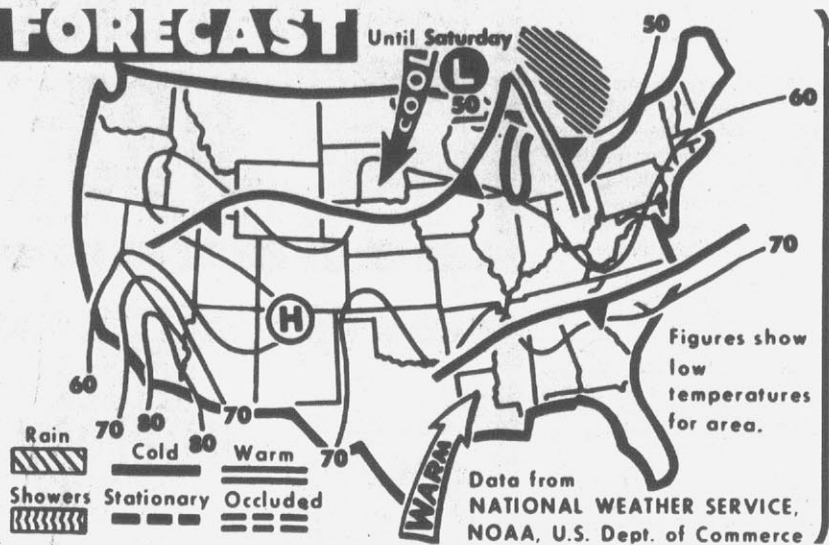 FORECAST
Until Saturday
L
50
COOL
50
60
H
70
60
70
80
80
70
70
WARM
Figures show
low
temperatures
for area.
Rain
Cold
Warm
Showers
Stationary
Occluded
Data from
NATIONAL WEATHER SERVICE,
NOAA, U.S. Dept. of Commerce